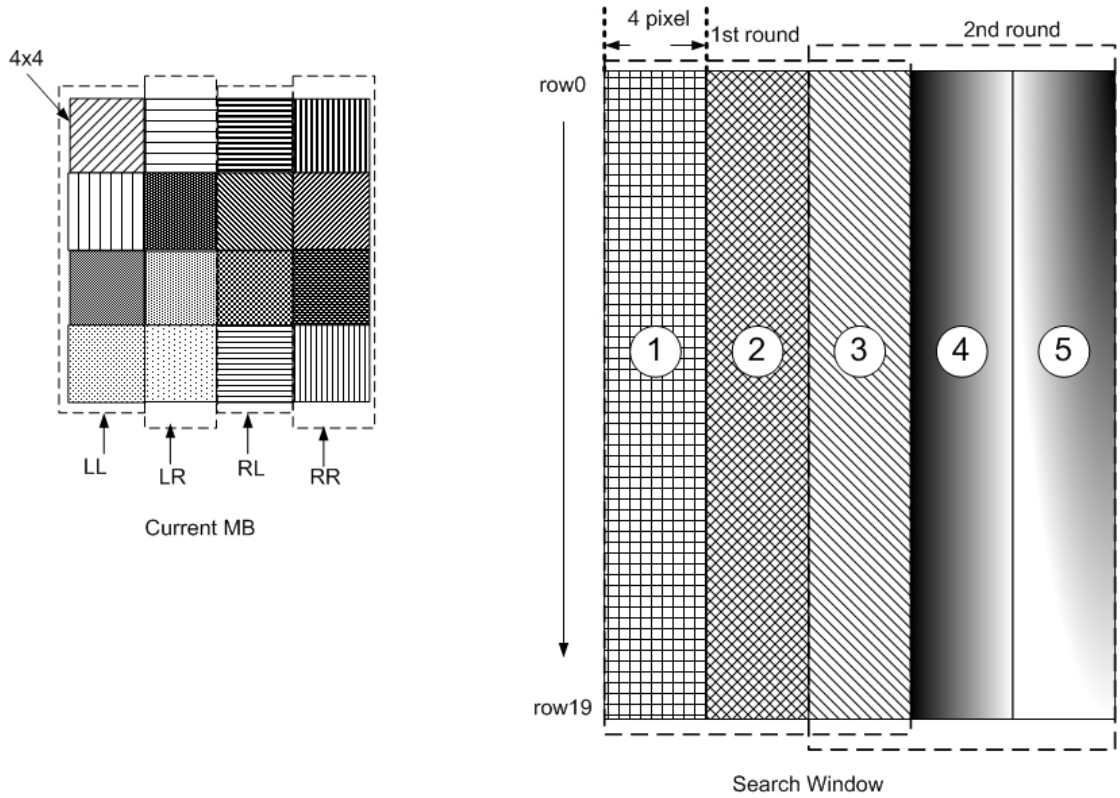 4x4
LL
LR
RL
RR
Current MB
4 pixel
1st round
2nd round
row0
1
2
3
4
5
row19
Search Window